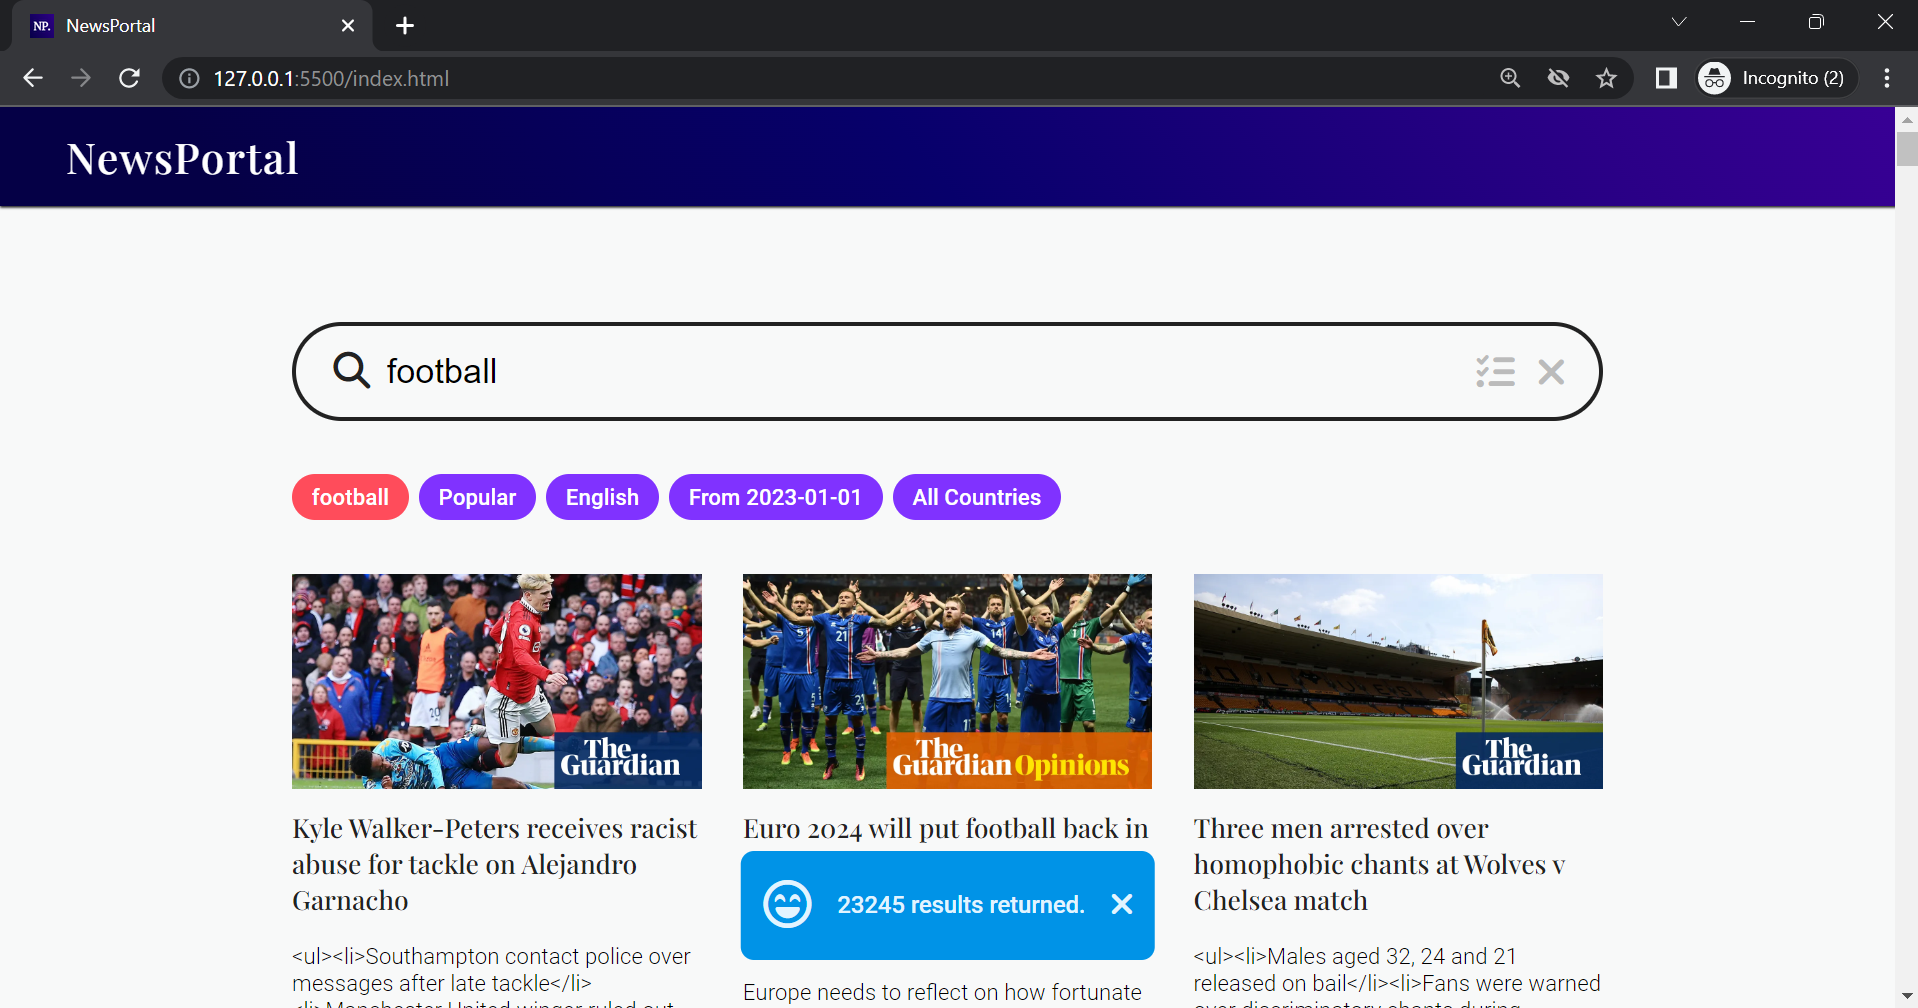 NP. NewsPortal
127.0.0.1:5500/index.html
Incognito (2)
NewsPortal
football
football
Popular
English
From 2023-01-01
All Countries
The
Guardian
The
Guardian Opinions
The
Guardian
Kyle Walker-Peters receives racist
abuse for tackle on Alejandro
Garnacho
<ul><li>Southampton contact police over
messages after late tackle</li>
Euro 2024 will put football back in
23245 results returned.
Europe needs to reflect on how fortunate
Three men arrested over
homophobic chants at Wolves v
Chelsea match
<ul><li>Males aged 32, 24 and 21
released on bail</li><li>Fans were warned